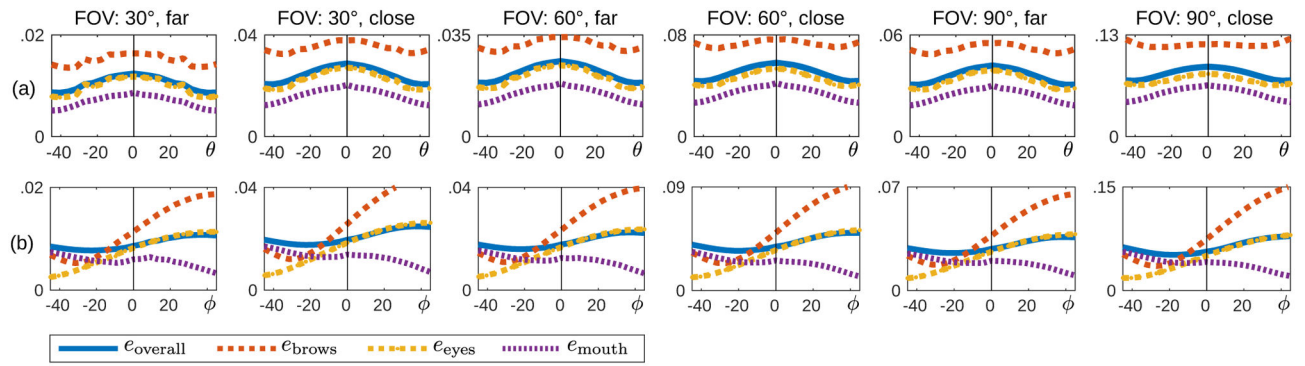 FOV: 30°, far FOV: 30°, close FOV: 60°, far FOV: 60°, close FOV: 90°, far FOV: 90°, close
.02 .04 .035 .08 .06 .13
(a)
0 0 0 0 0 0
-40 -20 0 20 θ -40 -20 0 20 θ -40 -20 0 20 θ -40 -20 0 20 θ -40 -20 0 20 θ -40 -20 0 20 θ
.02 .04 .04 .09 .07 .15
(b)
0 0 0 0 0 0
-40 -20 0 20 ϕ -40 -20 0 20 ϕ -40 -20 0 20 ϕ -40 -20 0 20 ϕ -40 -20 0 20 ϕ -40 -20 0 20 ϕ
e_overall e_brows e_eyes e_mouth